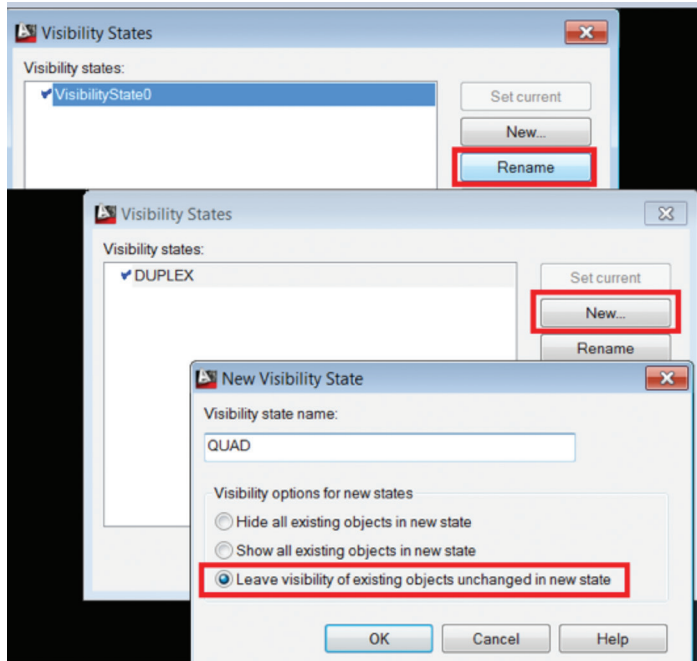 Visibility States
Visibility states:
VisibilityState0
Set current
New...
Rename
Visibility States
Visibility states:
DUPLEX
Set current
New...
Rename
New Visibility State
Visibility state name:
QUAD
Visibility options for new states
Hide all existing objects in new state
Show all existing objects in new state
Leave visibility of existing objects unchanged in new state
OK Cancel Help